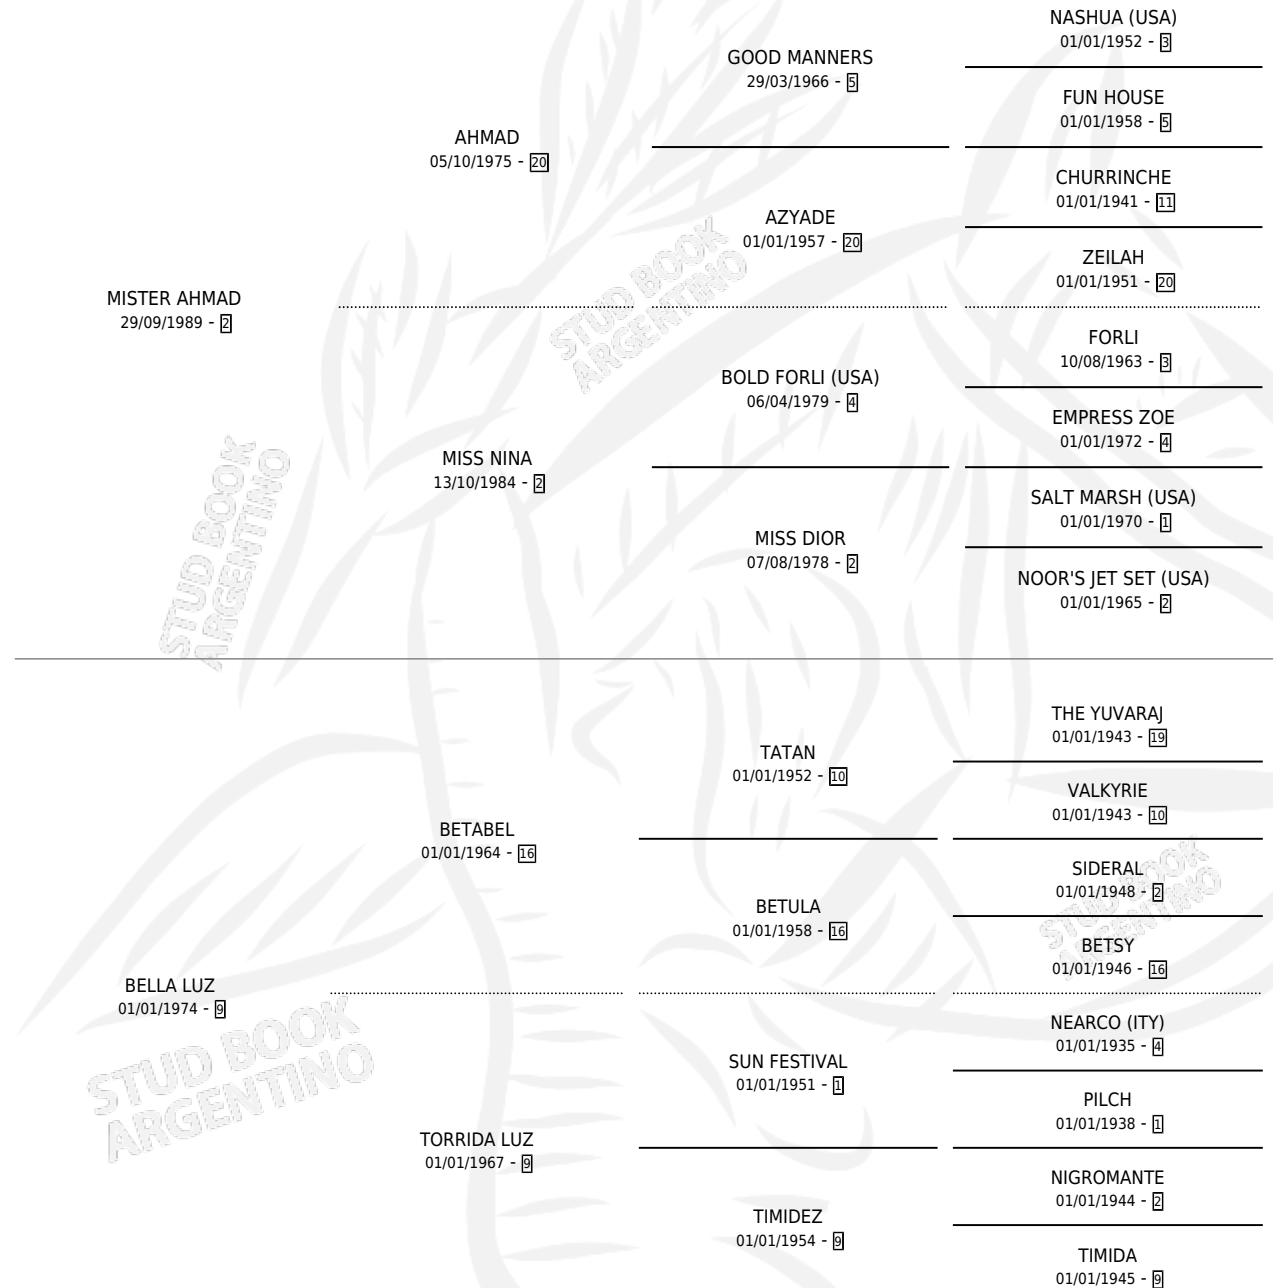 NASHUA (USA)
01/01/1952 - 3
GOOD MANNERS
29/03/1966 - 5
FUN HOUSE
01/01/1958 - 5
AHMAD
05/10/1975 - 20
CHURRINCHE
01/01/1941 - 11
AZYADE
01/01/1957 - 20
ZEILAH
01/01/1951 - 20
MISTER AHMAD
29/09/1989 - 2
STUD BOOK
ARGENTINO
FORLI
10/08/1963 - 3
BOLD FORLI (USA)
06/04/1979 - 4
EMPRESS ZOE
01/01/1972 - 4
MISS NINA
13/10/1984 - 2
SALT MARSH (USA)
01/01/1970 - 1
MISS DIOR
07/08/1978 - 2
NOOR'S JET SET (USA)
01/01/1965 - 2
STUD BOOK
ARGENTINO
THE YUVARAJ
01/01/1943 - 19
TATAN
01/01/1952 - 10
VALKYRIE
01/01/1943 - 10
BETABEL
01/01/1964 - 16
SIDERAL
01/01/1948 - 2
BETULA
01/01/1958 - 16
BETSY
01/01/1946 - 16
STUD BOOK
ARGENTINO
BELLA LUZ
01/01/1974 - 9
NEARCO (ITY)
01/01/1935 - 4
SUN FESTIVAL
01/01/1951 - 1
PILCH
01/01/1938 - 1
STUD BOOK
ARGENTINO
TORRIDA LUZ
01/01/1967 - 9
NIGROMANTE
01/01/1944 - 2
TIMIDEZ
01/01/1954 - 9
TIMIDA
01/01/1945 - 9